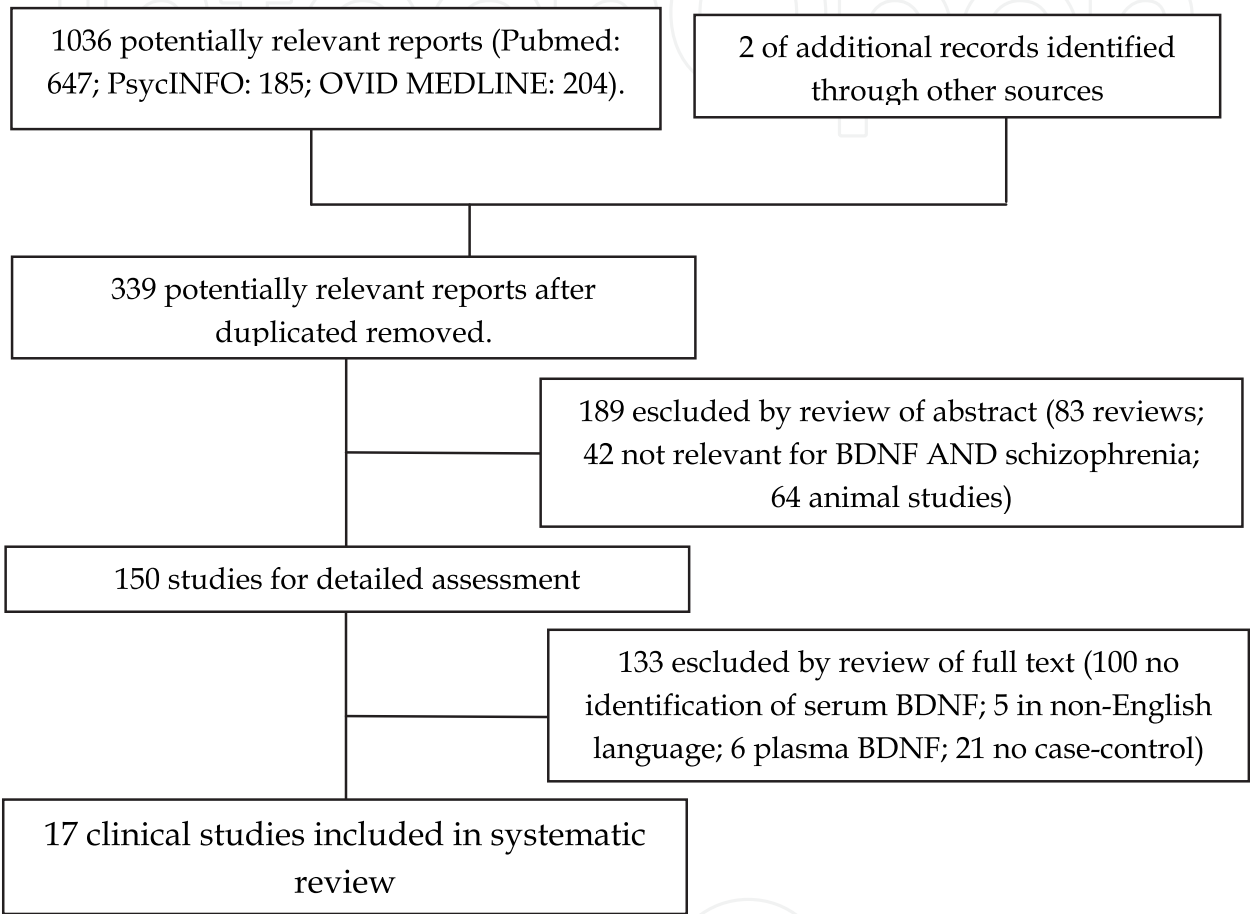 1036 potentially relevant reports (Pubmed:
647; PsycINFO: 185; OVID MEDLINE: 204).
2 of additional records identified
through other sources
339 potentially relevant reports after
duplicated removed.
189 escluded by review of abstract (83 reviews;
42 not relevant for BDNF AND schizophrenia;
64 animal studies)
150 studies for detailed assessment
133 escluded by review of full text (100 no
identification of serum BDNF; 5 in non-English
language; 6 plasma BDNF; 21 no case-control)
17 clinical studies included in systematic
review